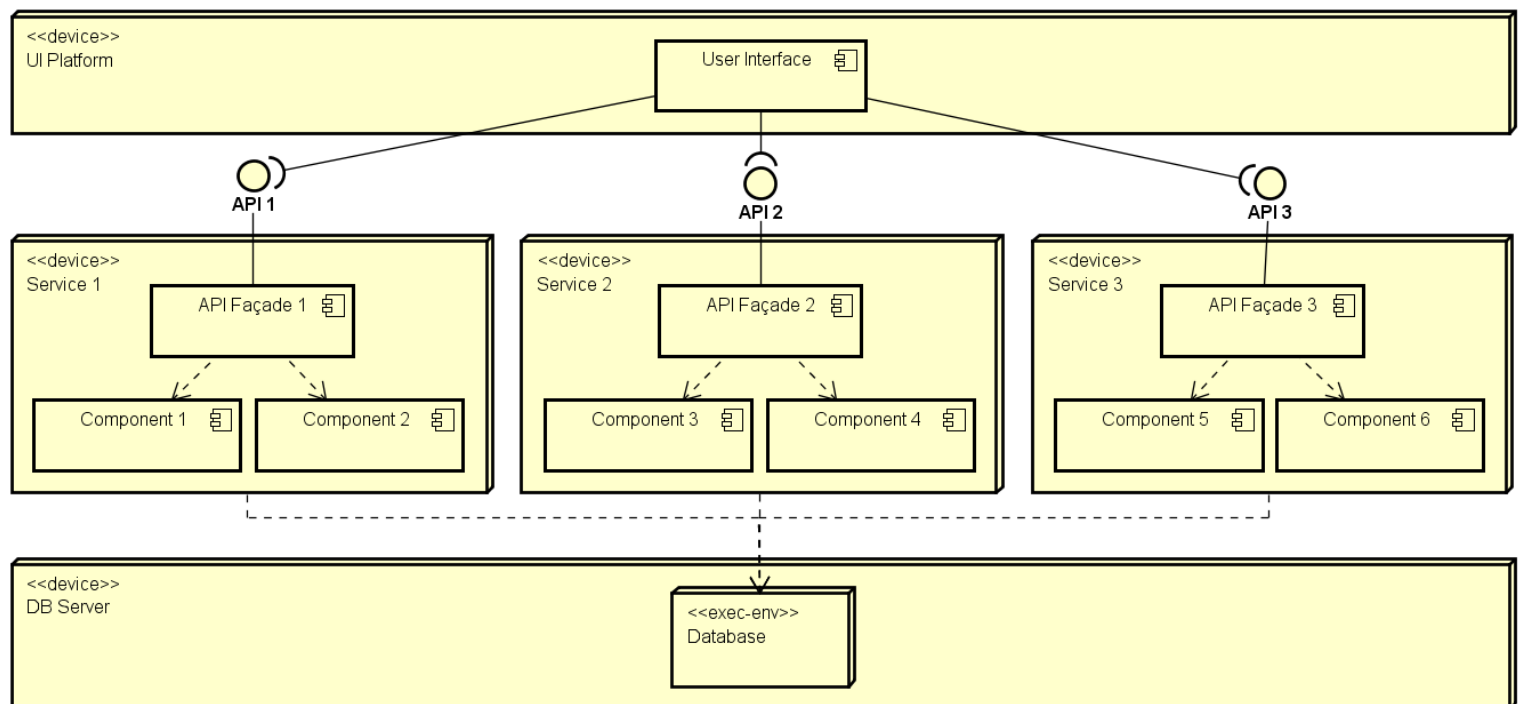 <<device>>
UI Platform
User Interface
API 1
API 2
API 3
<<device>>
Service 1
API Façade 1
Component 1
Component 2
<<device>>
Service 2
API Façade 2
Component 3
Component 4
<<device>>
Service 3
API Façade 3
Component 5
Component 6
<<device>>
DB Server
<<exec-env>>
Database